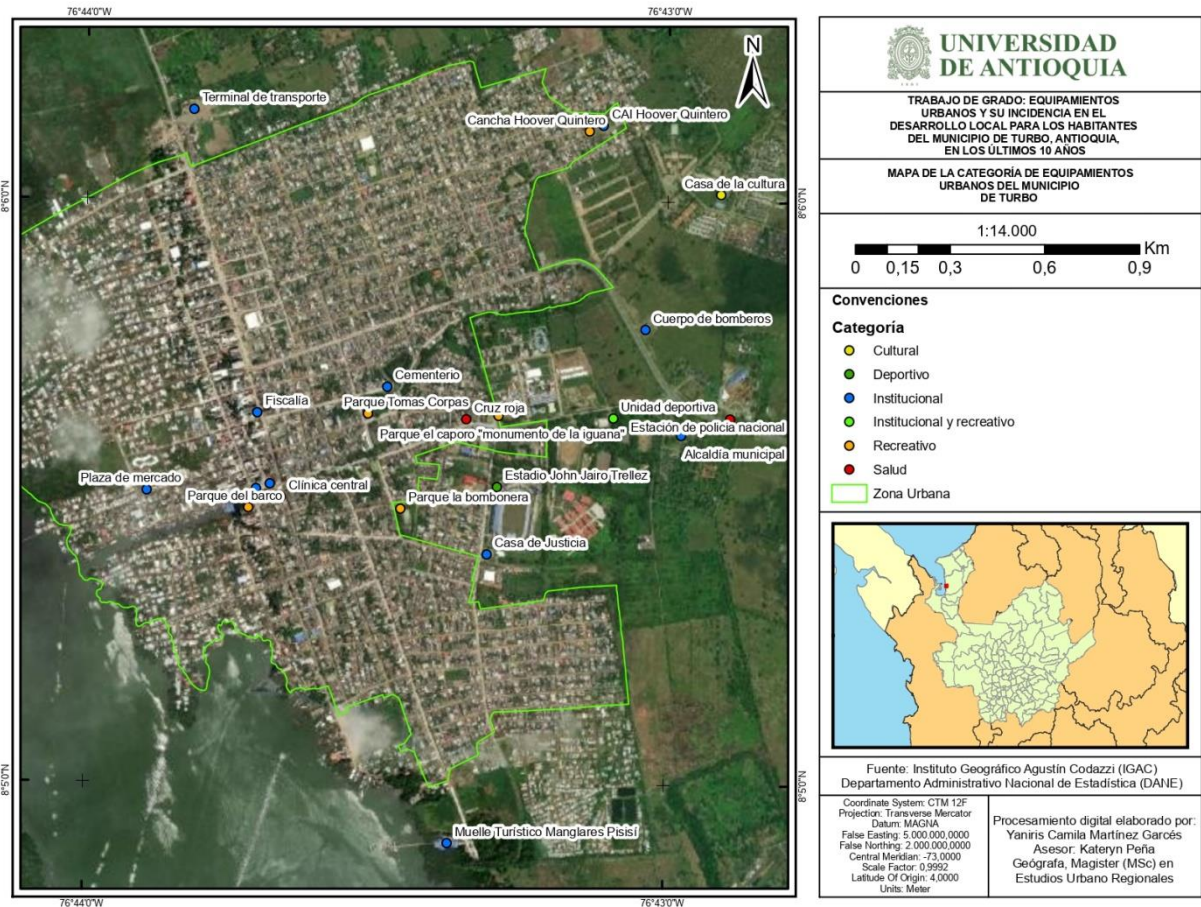 76°44'0"W
76°43'0"W
N
Terminal de transporte
CAI Hoover Quintero
Cancha Hoover Quintero
Casa de la cultura
8°6'0"N
8°6'0"N
Cuerpo de bomberos
Cementerio
Fiscalía
Parque Tomas Corpas
Cruz roja
Unidad deportiva
Parque el caporo "monumento de la iguana"
Estación de policia nacional
Alcaldía municipal
Plaza de mercado
Clínica central
Estadio John Jairo Trellez
Parque del barco
Parque la bombonera
Casa de Justicia
8°5'0"N
8°5'0"N
Muelle Turístico Manglares Pisisí
76°44'0"W
76°43'0"W
UNIVERSIDAD
DE ANTIOQUIA
1803
TRABAJO DE GRADO: EQUIPAMIENTOS
URBANOS Y SU INCIDENCIA EN EL
DESARROLLO LOCAL PARA LOS HABITANTES
DEL MUNICIPIO DE TURBO, ANTIOQUIA,
EN LOS ÚLTIMOS 10 AÑOS
MAPA DE LA CATEGORÍA DE EQUIPAMIENTOS
URBANOS DEL MUNICIPIO
DE TURBO
1:14.000
Km
0 0,15 0,3 0,6 0,9
Convenciones
Categoría
Cultural
Deportivo
Institucional
Institucional y recreativo
Recreativo
Salud
Zona Urbana
Fuente: Instituto Geográfico Agustín Codazzi (IGAC)
Departamento Administrativo Nacional de Estadística (DANE)
Coordinate System: CTM 12F
Projection: Transverse Mercator
Datum: MAGNA
False Easting: 5.000.000,0000
False Northing: 2.000.000,0000
Central Meridian: -73,0000
Scale Factor: 0,9992
Latitude Of Origin: 4,0000
Units: Meter
Procesamiento digital elaborado por:
Yaniris Camila Martínez Garcés
Asesor: Kateryn Peña
Geógrafa, Magister (MSc) en
Estudios Urbano Regionales